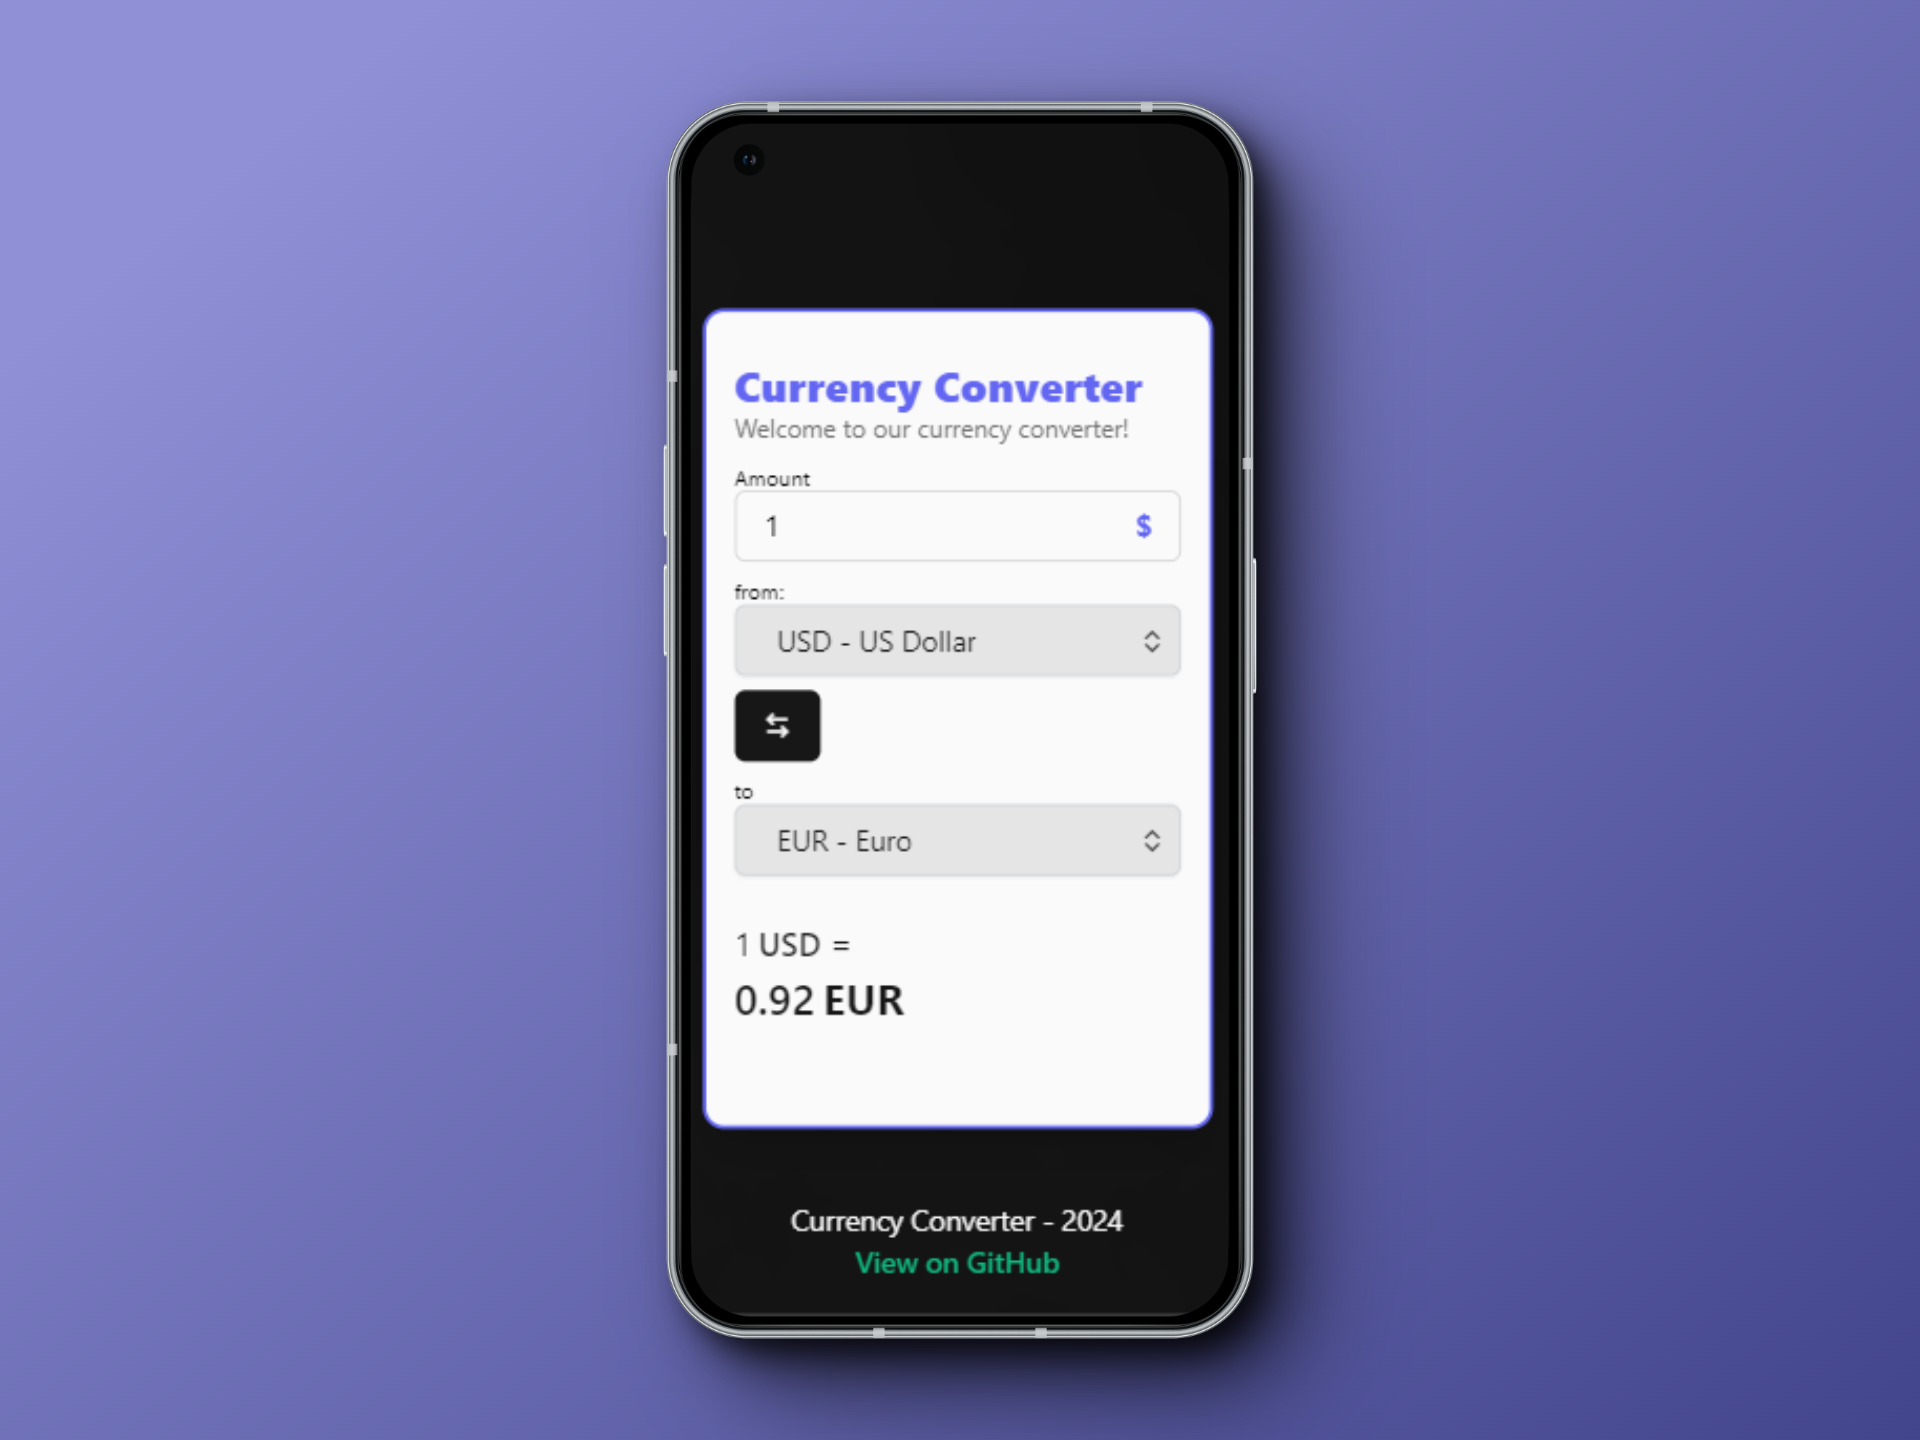 Currency Converter
Welcome to our currency converter!
Amount
1 $
from:
USD - US Dollar
to
EUR - Euro
1 USD =
0.92 EUR
Currency Converter - 2024
View on GitHub